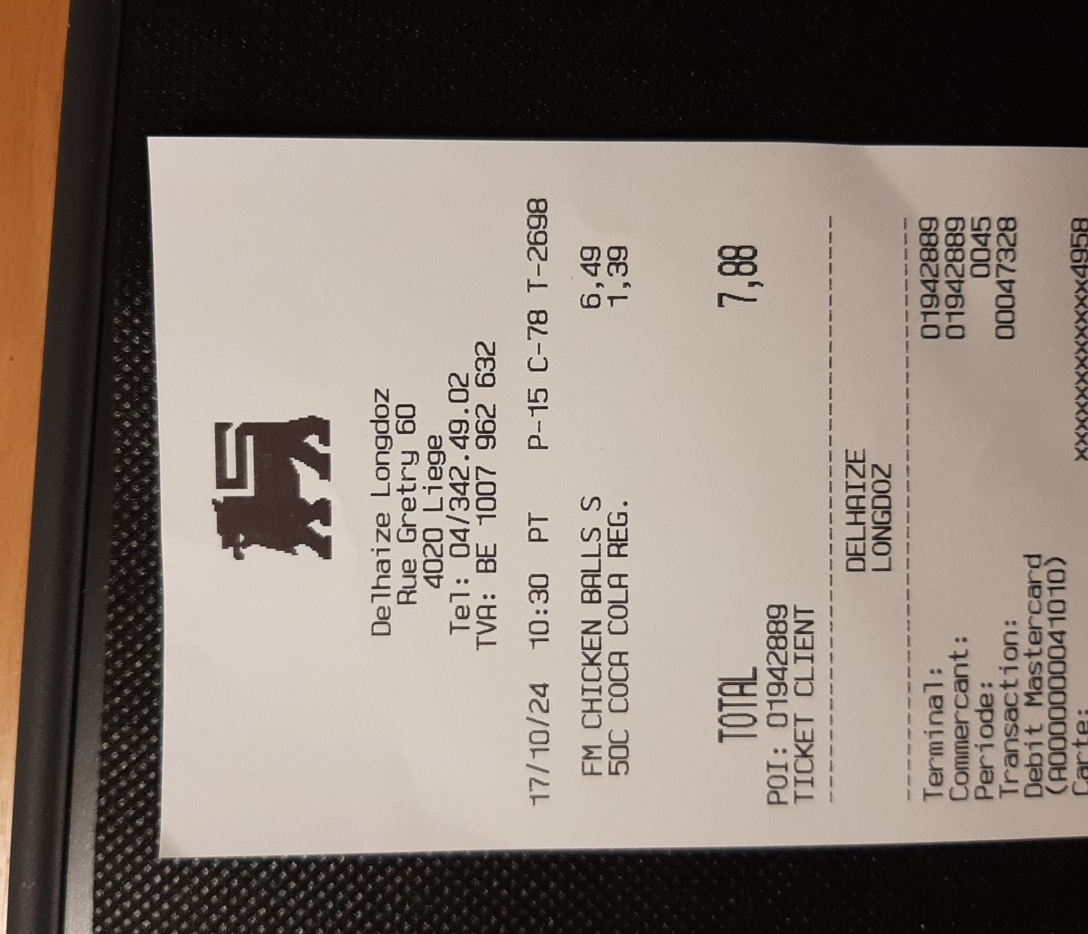 Delhaize Longdoz
Rue Gretry 60
4020 Liege
Tel: 04/342.49.02
TVA: BE 1007 962 632
17/10/24 10:30 PT P-15 C-78 T-2698
FM CHICKEN BALLS S 6,49
50C COCA COLA REG. 1,39
TOTAL 7,88
POI: 01942889
TICKET CLIENT
DELHAIZE
LONGDOZ
Terminal: 01942889
Commercant: 01942889
Periode: 0045
Transaction: 00047328
Debit Mastercard
(A0000000041010)
Carte: xxxxxxxxxxxx4958